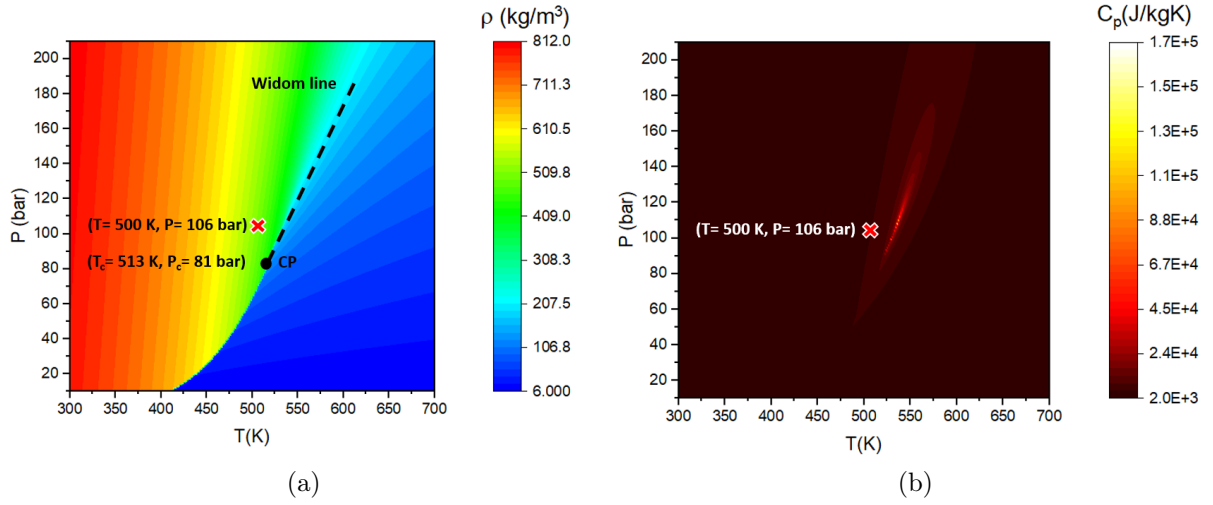 ρ (kg/m³)
200
180
160
140
120
100
80
60
40
20
P (bar)
300
350
400
450
500
550
600
650
700
T(K)
Widom line
(T= 500 K, P= 106 bar)
(Tc= 513 K, Pc= 81 bar)
CP
812.0
711.3
610.5
509.8
409.0
308.3
207.5
106.8
6.000
(a)
Cp(J/kgK)
200
180
160
140
120
100
80
60
40
20
P (bar)
300
350
400
450
500
550
600
650
700
T(K)
(T= 500 K, P= 106 bar)
1.7E+5
1.5E+5
1.3E+5
1.1E+5
8.8E+4
6.7E+4
4.5E+4
2.4E+4
2.0E+3
(b)